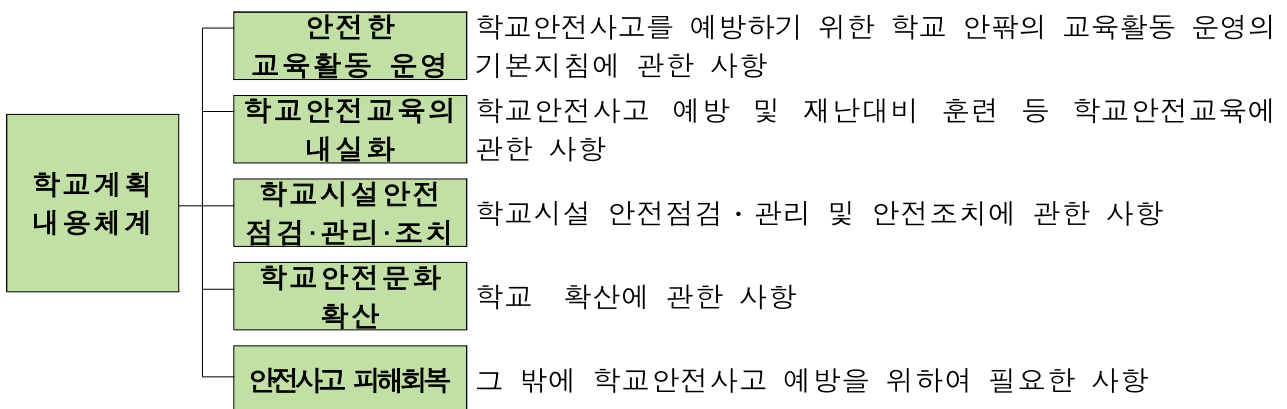 학교계획
내용체계
안전한
교육활동 운영
학교안전사고를 예방하기 위한 학교 안팎의 교육활동 운영의
기본지침에 관한 사항
학교안전교육의
내실화
학교안전사고 예방 및 재난대비 훈련 등 학교안전교육에
관한 사항
학교시설안전
점검·관리·조치
학교시설 안전점검·관리 및 안전조치에 관한 사항
학교안전문화
확산
학교 확산에 관한 사항
안전사고 피해회복
그 밖에 학교안전사고 예방을 위하여 필요한 사항